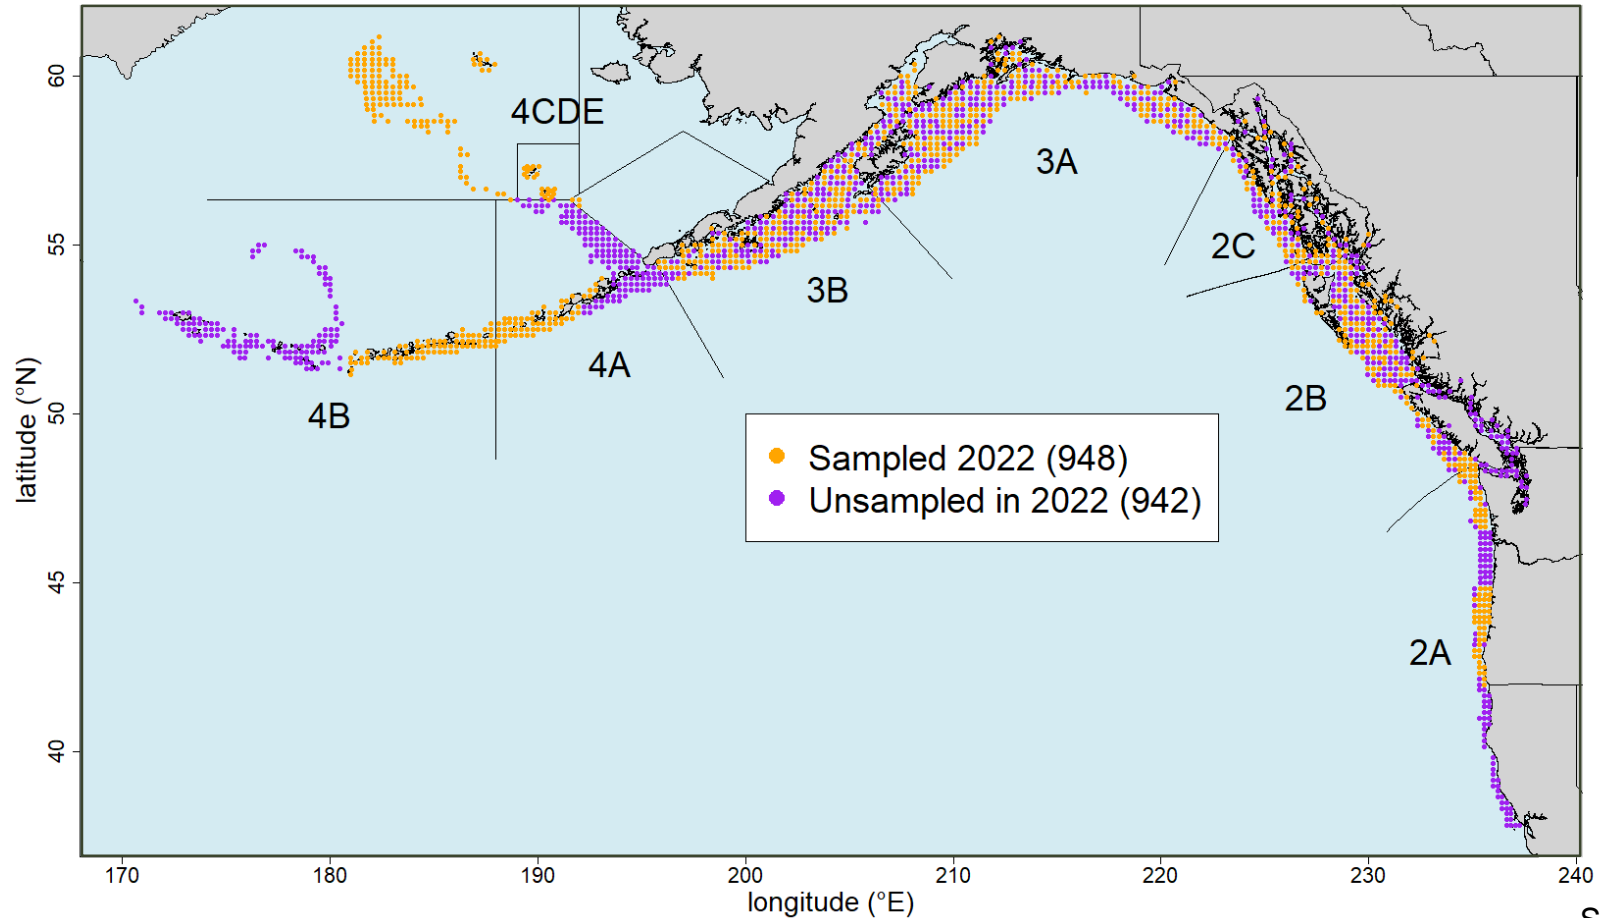 60
55
50
45
40
latitude (°N)
4CDE
3A
2C
3B
4A
2B
4B
2A
Sampled 2022 (948)
Unsampled in 2022 (942)
170
180
190
200
210
220
230
240
longitude (°E)